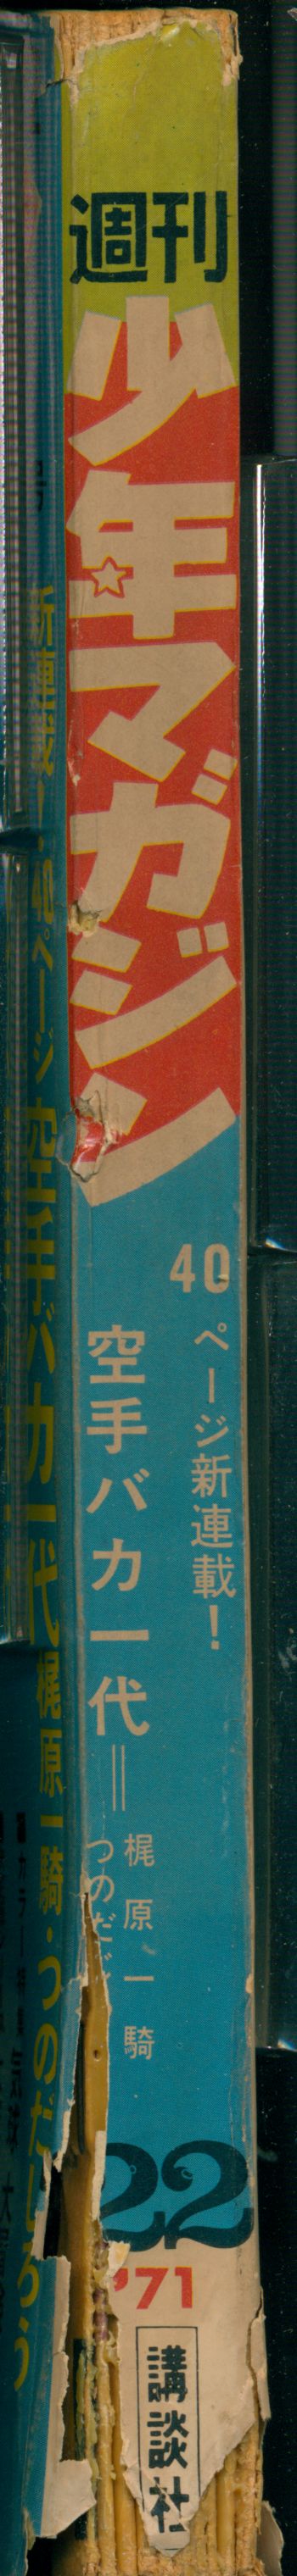 週刊
少年マガジン
40ページ新連載!
空手バカ一代=
梶原一騎
つのだ
22
'71
講談社
新連載!40ページ 空手バカ一代 梶原一騎・つのだじろう